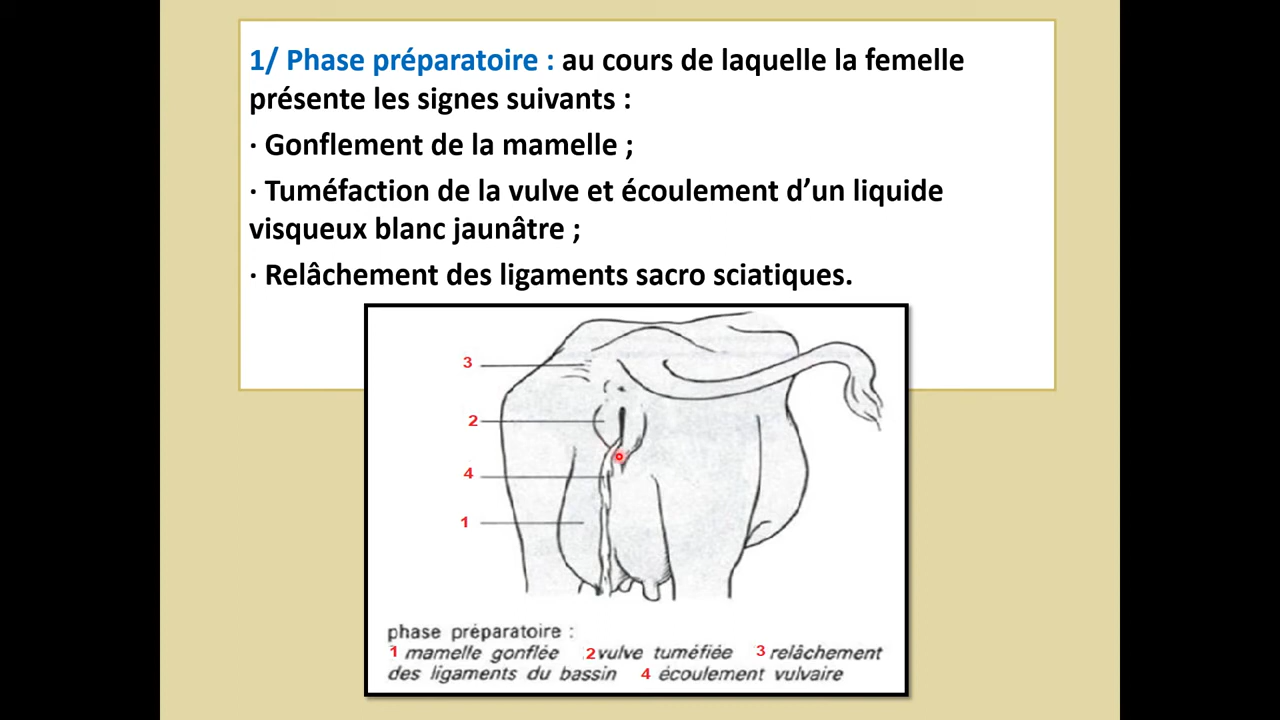 1/ Phase préparatoire : au cours de laquelle la femelle
présente les signes suivants :
· Gonflement de la mamelle ;
· Tuméfaction de la vulve et écoulement d’un liquide
visqueux blanc jaunâtre ;
· Relâchement des ligaments sacro sciatiques.
3
2
4
1
phase préparatoire :
1 mamelle gonflée 2 vulve tuméfiée 3 relâchement
des ligaments du bassin 4 écoulement vulvaire